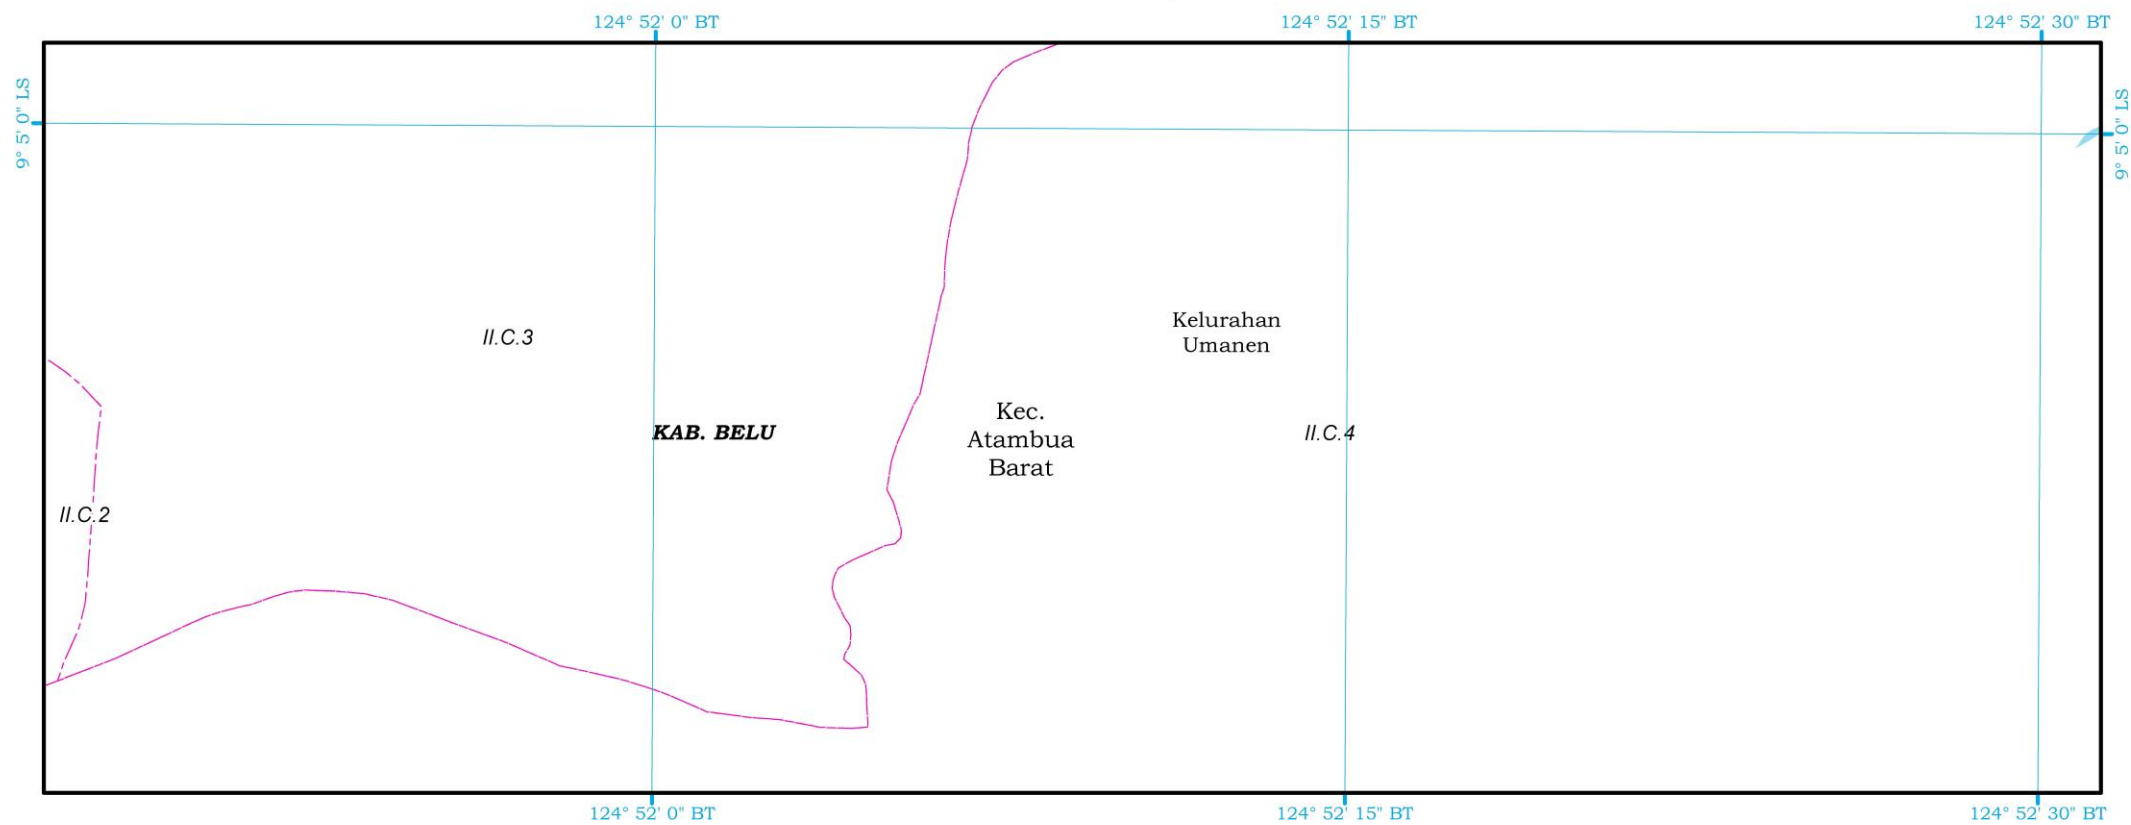 124° 52' 0" BT
124° 52' 15" BT
124° 52' 30" BT
9° 5' 0" LS
9° 5' 0" LS
Kelurahan
Umanen
II.C.3
Kec.
Atambua
Barat
KAB. BELU
II.C.4
II.C.2
124° 52' 0" BT
124° 52' 15" BT
124° 52' 30" BT